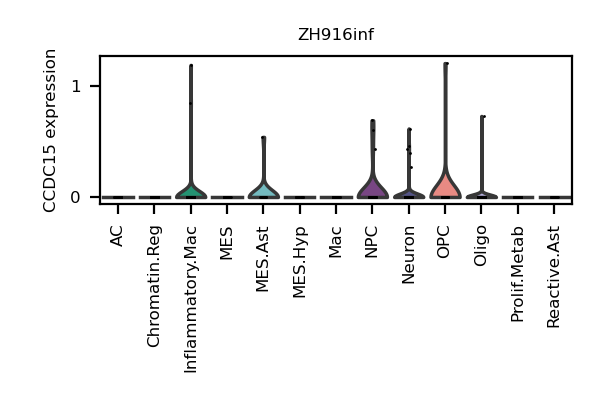 ZH916inf
CCDC15 expression
1
0
AC
Chromatin.Reg
Inflammatory.Mac
MES
MES.Ast
MES.Hyp
Mac
NPC
Neuron
OPC
Oligo
Prolif.Metab
Reactive.Ast